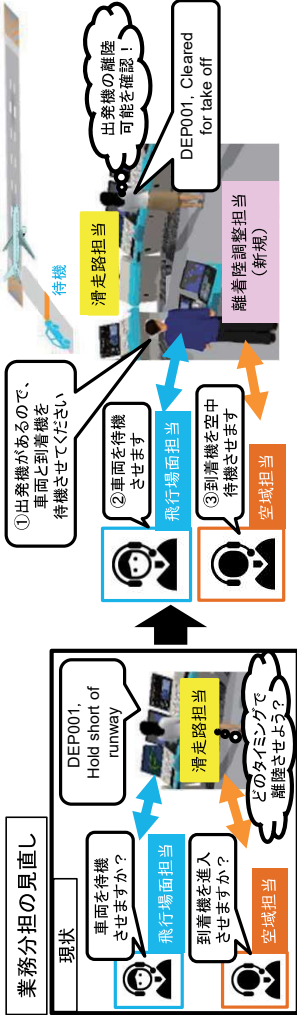 業務分担の見直し
現状
車両を待機
させますか？
飛行場面担当
到着機を進入
させますか？
空域担当
DEP001,
Hold short of
runway
滑走路担当
どのタイミングで
離陸させよう？
①出発機があるので、
車両と到着機を
待機させてください
②車両を待機
させます
飛行場面担当
③到着機を空中
待機させます
空域担当
待機
滑走路担当
離着陸調整担当
（新規）
出発機の離陸
可能を確認！
DEP001, Cleared
for take off